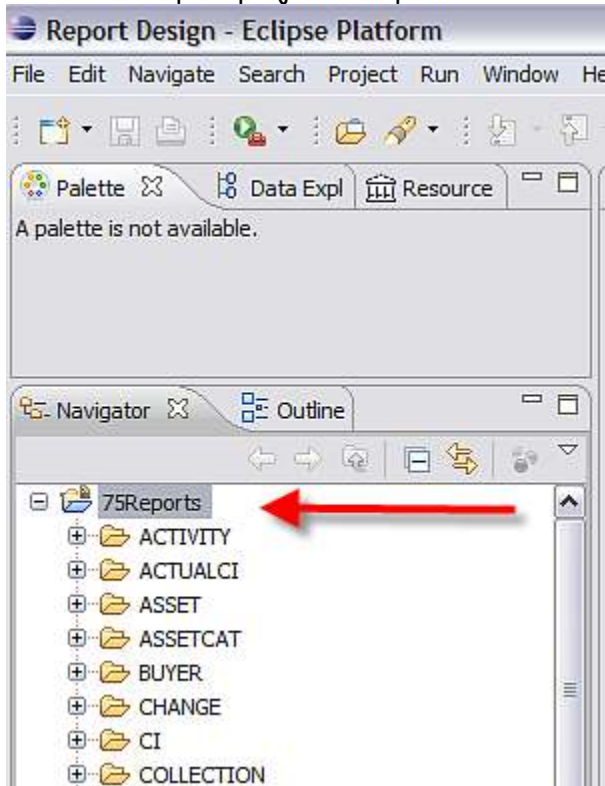 Report Design - Eclipse Platform
File Edit Navigate Search Project Run Window He
Palette Data Expl Resource
A palette is not available.
Navigator Outline
75Reports
ACTIVITY
ACTUALCI
ASSET
ASSETCAT
BUYER
CHANGE
CI
COLLECTION